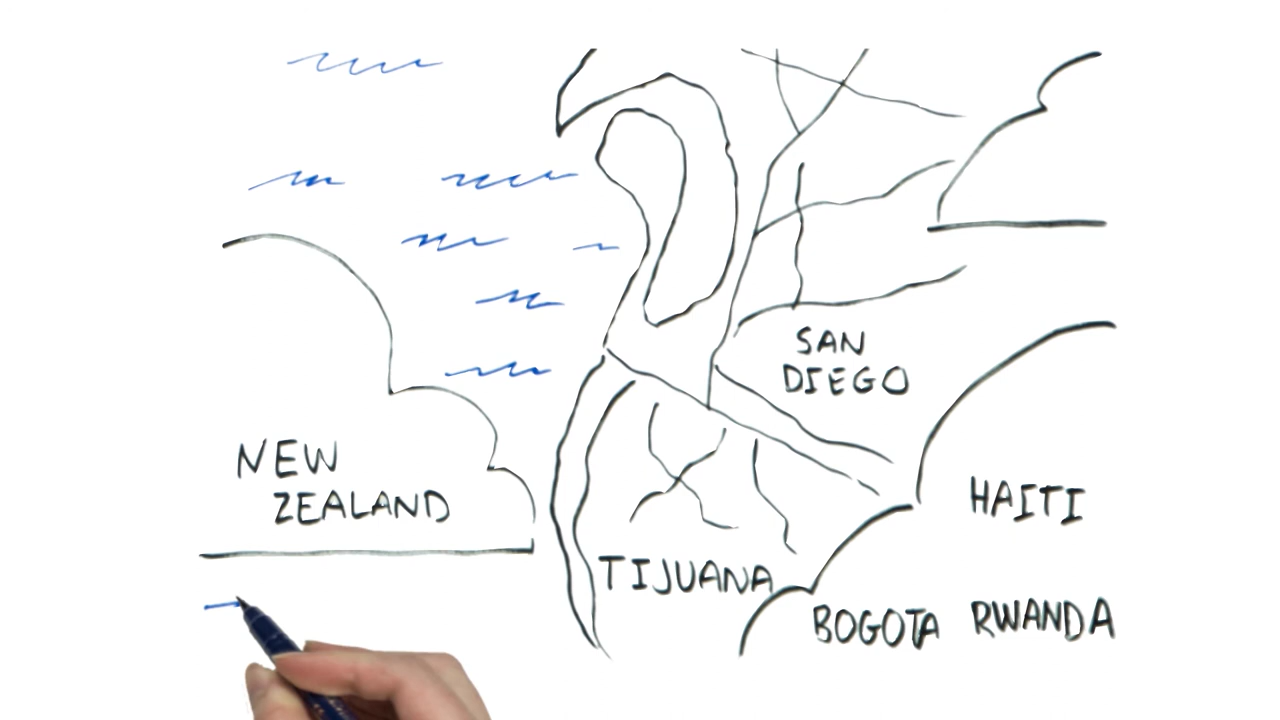 SAN
DIEGO
NEW
ZEALAND
HAITI
TIJUANA
BOGOTA RWANDA